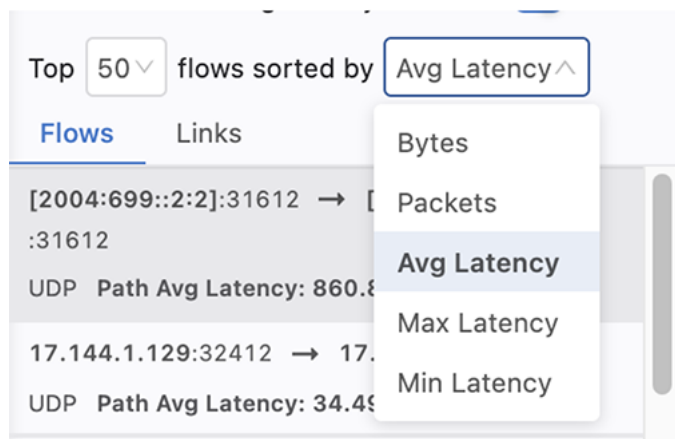 Top 50 flows sorted by Avg Latency
Flows Links
Bytes
Packets
Avg Latency
Max Latency
Min Latency
[2004:699::2:2]:31612 → [
:31612
UDP Path Avg Latency: 860.8
17.144.1.129:32412 → 17.
UDP Path Avg Latency: 34.49